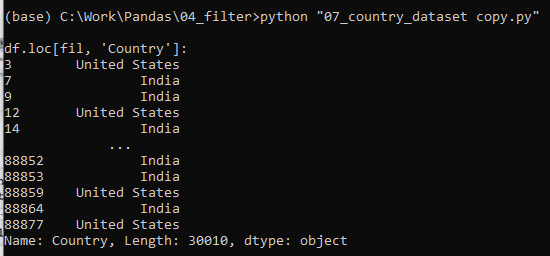 (base) C:\Work\Pandas\04_filter>python "07_country_dataset copy.py"
df.loc[fil, 'Country']:
3        United States
7                India
9                India
12       United States
14               India
             ...
88852            India
88853            India
88859    United States
88864            India
88877    United States
Name: Country, Length: 30010, dtype: object